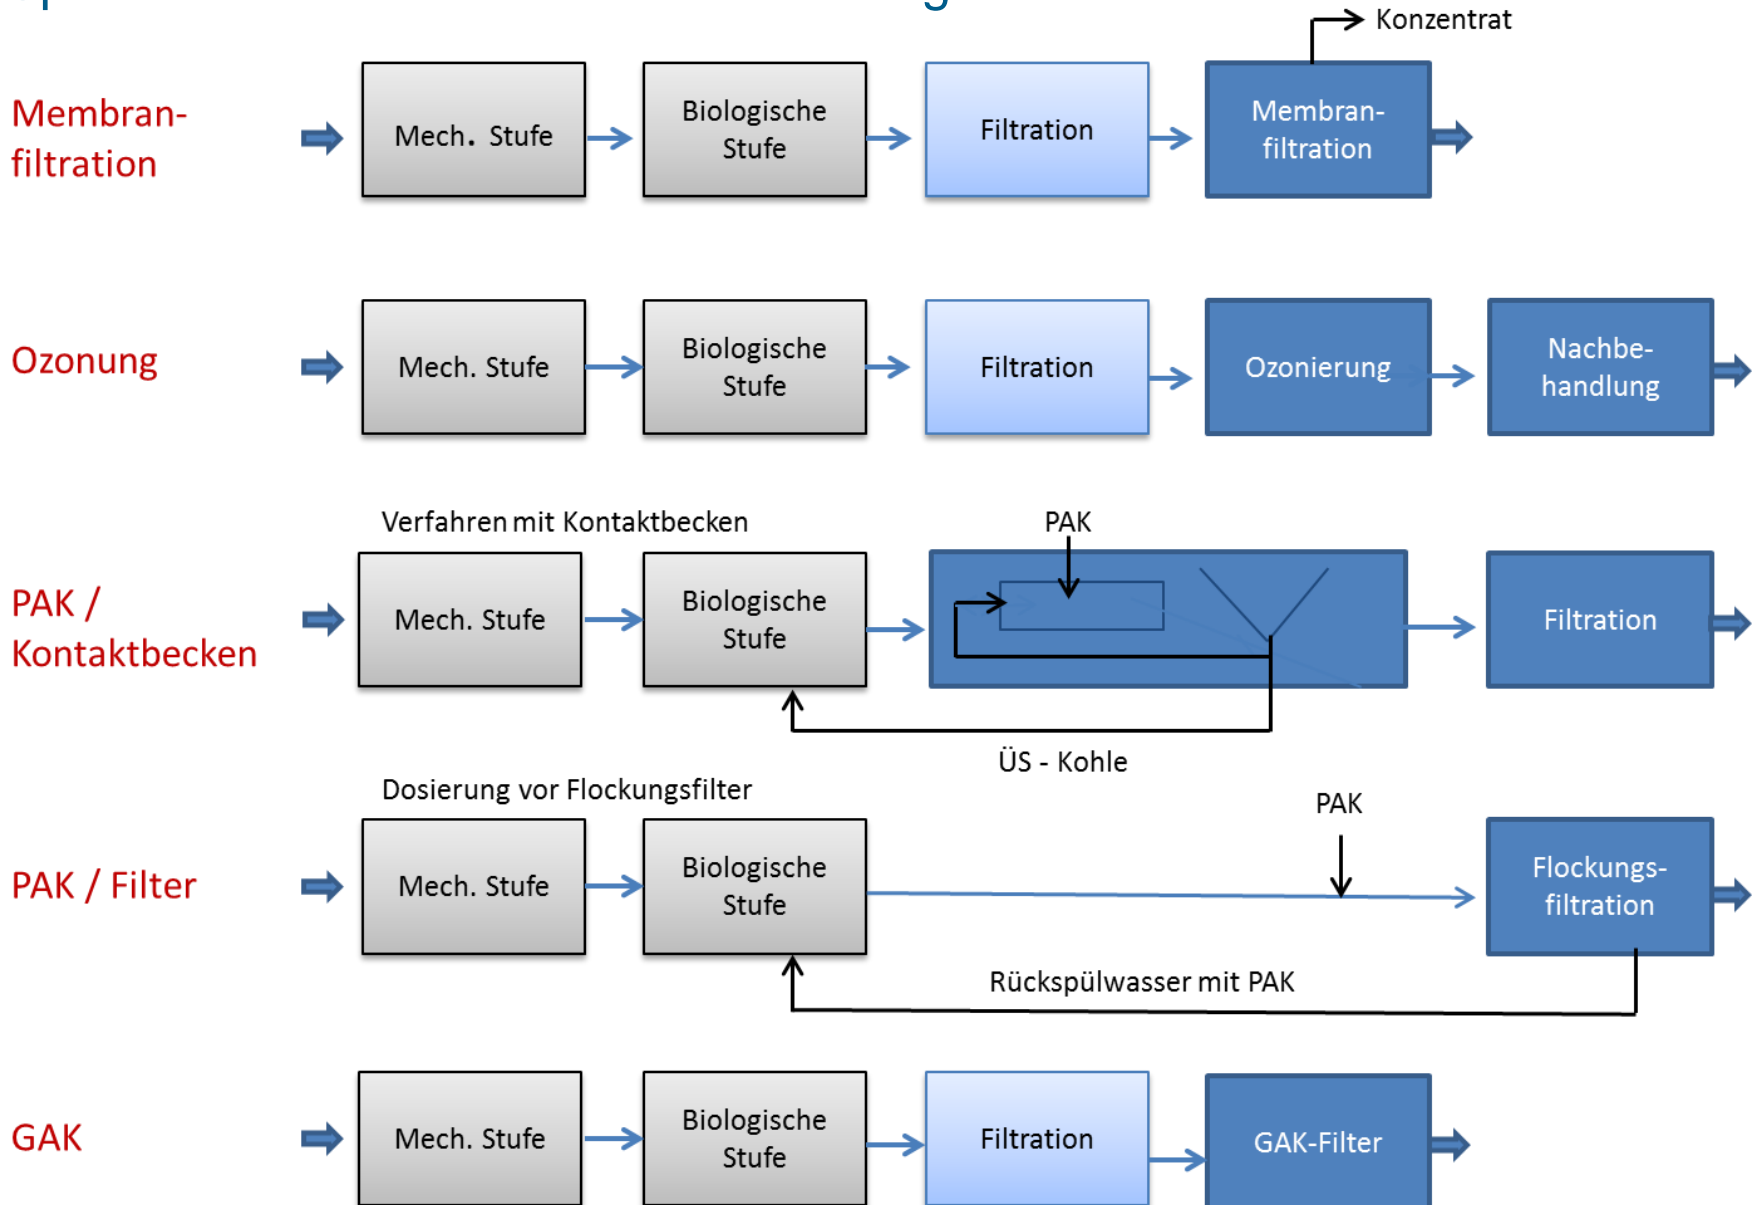 Konzentrat
Membran-
filtration
Mech. Stufe
Biologische
Stufe
Filtration
Membran-
filtration
Ozonung
Mech. Stufe
Biologische
Stufe
Filtration
Ozonierung
Nachbe-
handlung
Verfahren mit Kontaktbecken
PAK
PAK /
Kontaktbecken
Mech. Stufe
Biologische
Stufe
Filtration
ÜS - Kohle
Dosierung vor Flockungsfilter
PAK
PAK / Filter
Mech. Stufe
Biologische
Stufe
Flockungs-
filtration
Rückspülwasser mit PAK
GAK
Mech. Stufe
Biologische
Stufe
Filtration
GAK-Filter